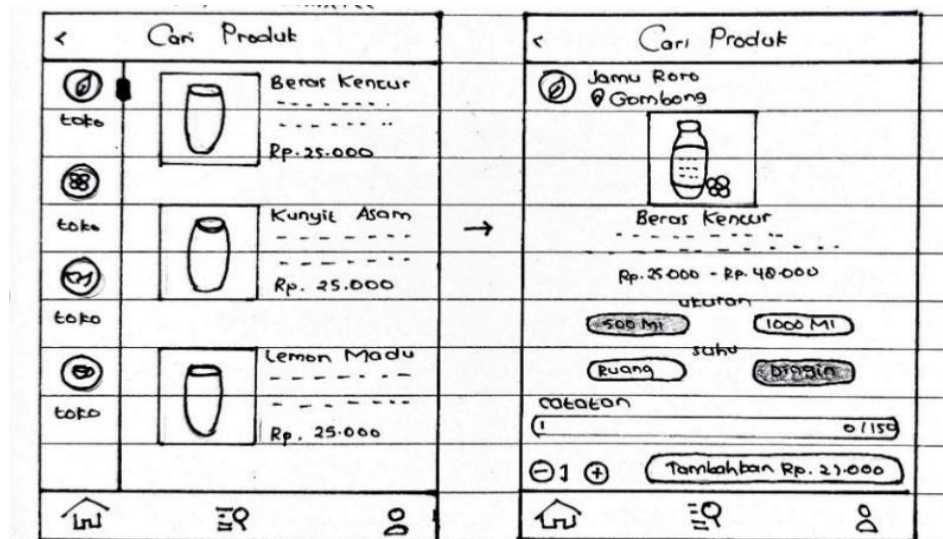 < Cari Produk
toko
toko
toko
toko
Beras Kencur
Rp. 25.000
Kunyit Asam
Rp. 25.000
Lemon Madu
Rp. 25.000
< Cari Produk
Jamu Roro
Gombong
Beras Kencur
Rp. 25.000 - Rp. 40.000
ukuran
500 Ml
1000 Ml
suhu
Ruang
Dingin
catatan
0/150
1
Tambahkan Rp.